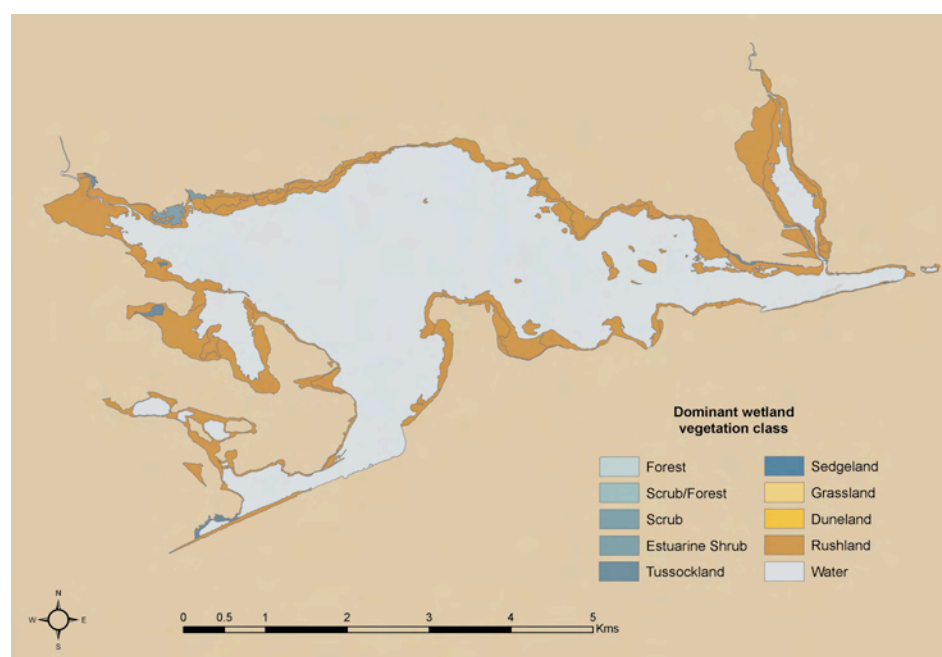 Dominant wetland
vegetation class
Forest
Scrub/Forest
Scrub
Estuarine Shrub
Tussockland
Sedgeland
Grassland
Duneland
Rushland
Water
N
W E
S
0 0.5 1 2 3 4 5
Kms